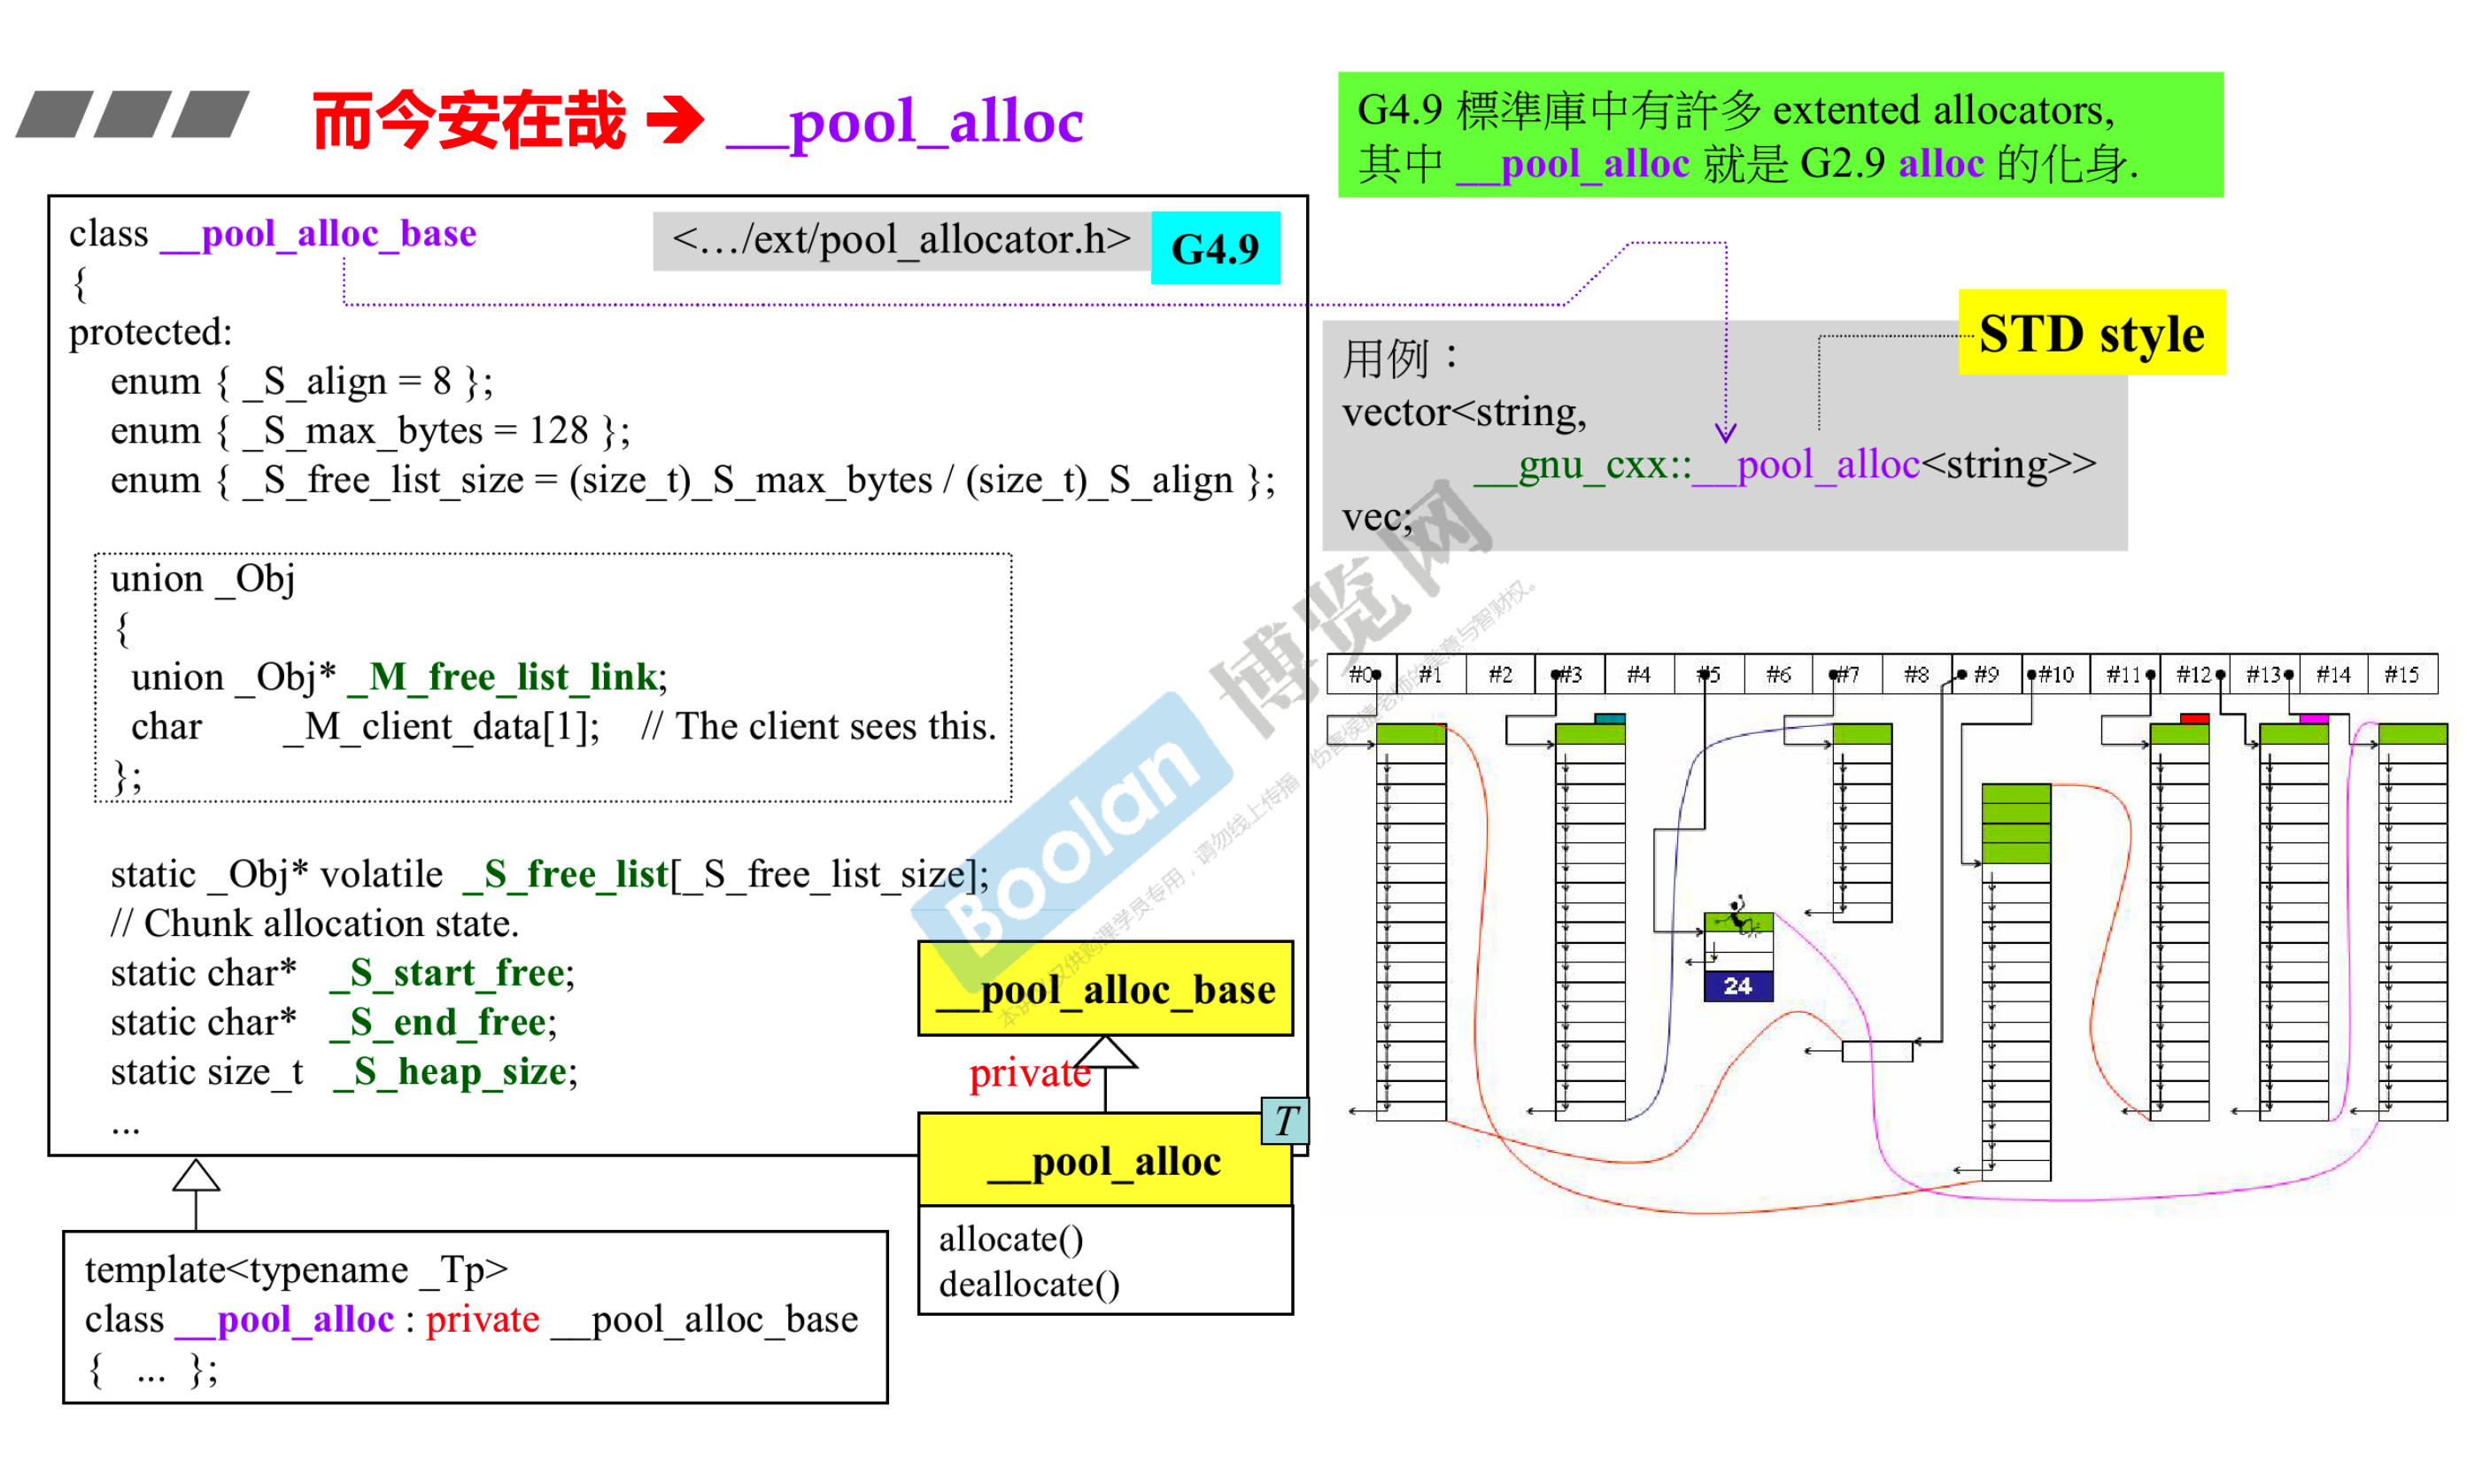 而今安在哉 → __pool_alloc
G4.9 標準庫中有許多 extented allocators,
其中 __pool_alloc 就是 G2.9 alloc 的化身.
class __pool_alloc_base
<…/ext/pool_allocator.h> G4.9
{
protected:
enum { _S_align = 8 };
enum { _S_max_bytes = 128 };
enum { _S_free_list_size = (size_t)_S_max_bytes / (size_t)_S_align };
union _Obj
{
union _Obj* _M_free_list_link;
char _M_client_data[1]; // The client sees this.
};
static _Obj* volatile _S_free_list[_S_free_list_size];
// Chunk allocation state.
static char* _S_start_free;
static char* _S_end_free;
static size_t _S_heap_size;
...
template<typename _Tp>
class __pool_alloc : private __pool_alloc_base
{ ... };
__pool_alloc_base
private
T
__pool_alloc
allocate()
deallocate()
STD style
用例：
vector<string,
__gnu_cxx::__pool_alloc<string>>
vec;
#0 #1 #2 #3 #4 #5 #6 #7 #8 #9 #10 #11 #12 #13 #14 #15
24
Boolan 博览网